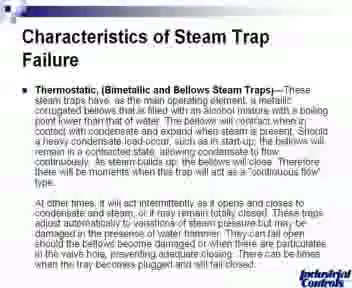 Characteristics of Steam Trap
Failure
Thermostatic, (Bimetallic and Bellows Steam Traps)—These
steam traps have, as the main operating element, a metallic
corrugated bellows that is filled with an alcohol mixture with a boiling
point lower than that of water. The bellows will contract when in
contact with condensate and expand when steam is present. Should
a heavy condensate load occur, such as in start-up, the bellows will
remain in a contracted state, allowing condensate to flow
continuously. As steam builds up, the bellows will close. Therefore
there will be moments when this trap will act as a "continuous flow"
type.
At other times, it will act intermittently as it opens and closes to
condensate and steam, or it may remain totally closed. These traps
adjust automatically to variations of steam pressure but may be
damaged in the presence of water hammer. They can fail open
should the bellows become damaged or when there are particulates
in the valve hole, preventing adequate closing. There can be times
when the tray becomes plugged and will fail closed.
Industrial
Controls